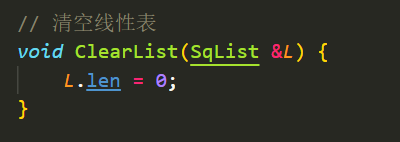 // 清空线性表
void ClearList(SqList &L) {
    L.len = 0;
}